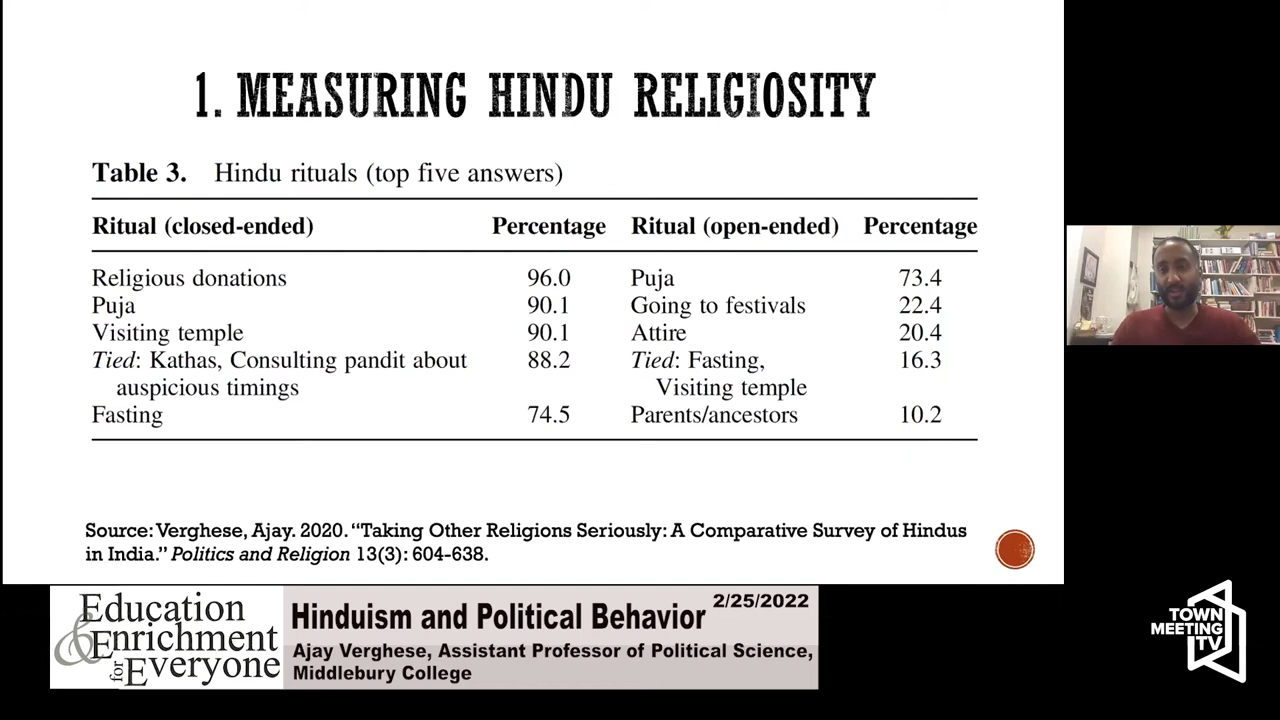 1. MEASURING HINDU RELIGIOSITY
Table 3. Hindu rituals (top five answers)
Ritual (closed-ended) Percentage Ritual (open-ended) Percentage
Religious donations 96.0 Puja 73.4
Puja 90.1 Going to festivals 22.4
Visiting temple 90.1 Attire 20.4
Tied: Kathas, Consulting pandit about 88.2 Tied: Fasting, 16.3
auspicious timings Visiting temple
Fasting 74.5 Parents/ancestors 10.2
Source: Verghese, Ajay. 2020. “Taking Other Religions Seriously: A Comparative Survey of Hindus
in India.” Politics and Religion 13(3): 604-638.
Education
& Enrichment
for Everyone
Hinduism and Political Behavior 2/25/2022
Ajay Verghese, Assistant Professor of Political Science,
Middlebury College
TOWN
MEETING
TV